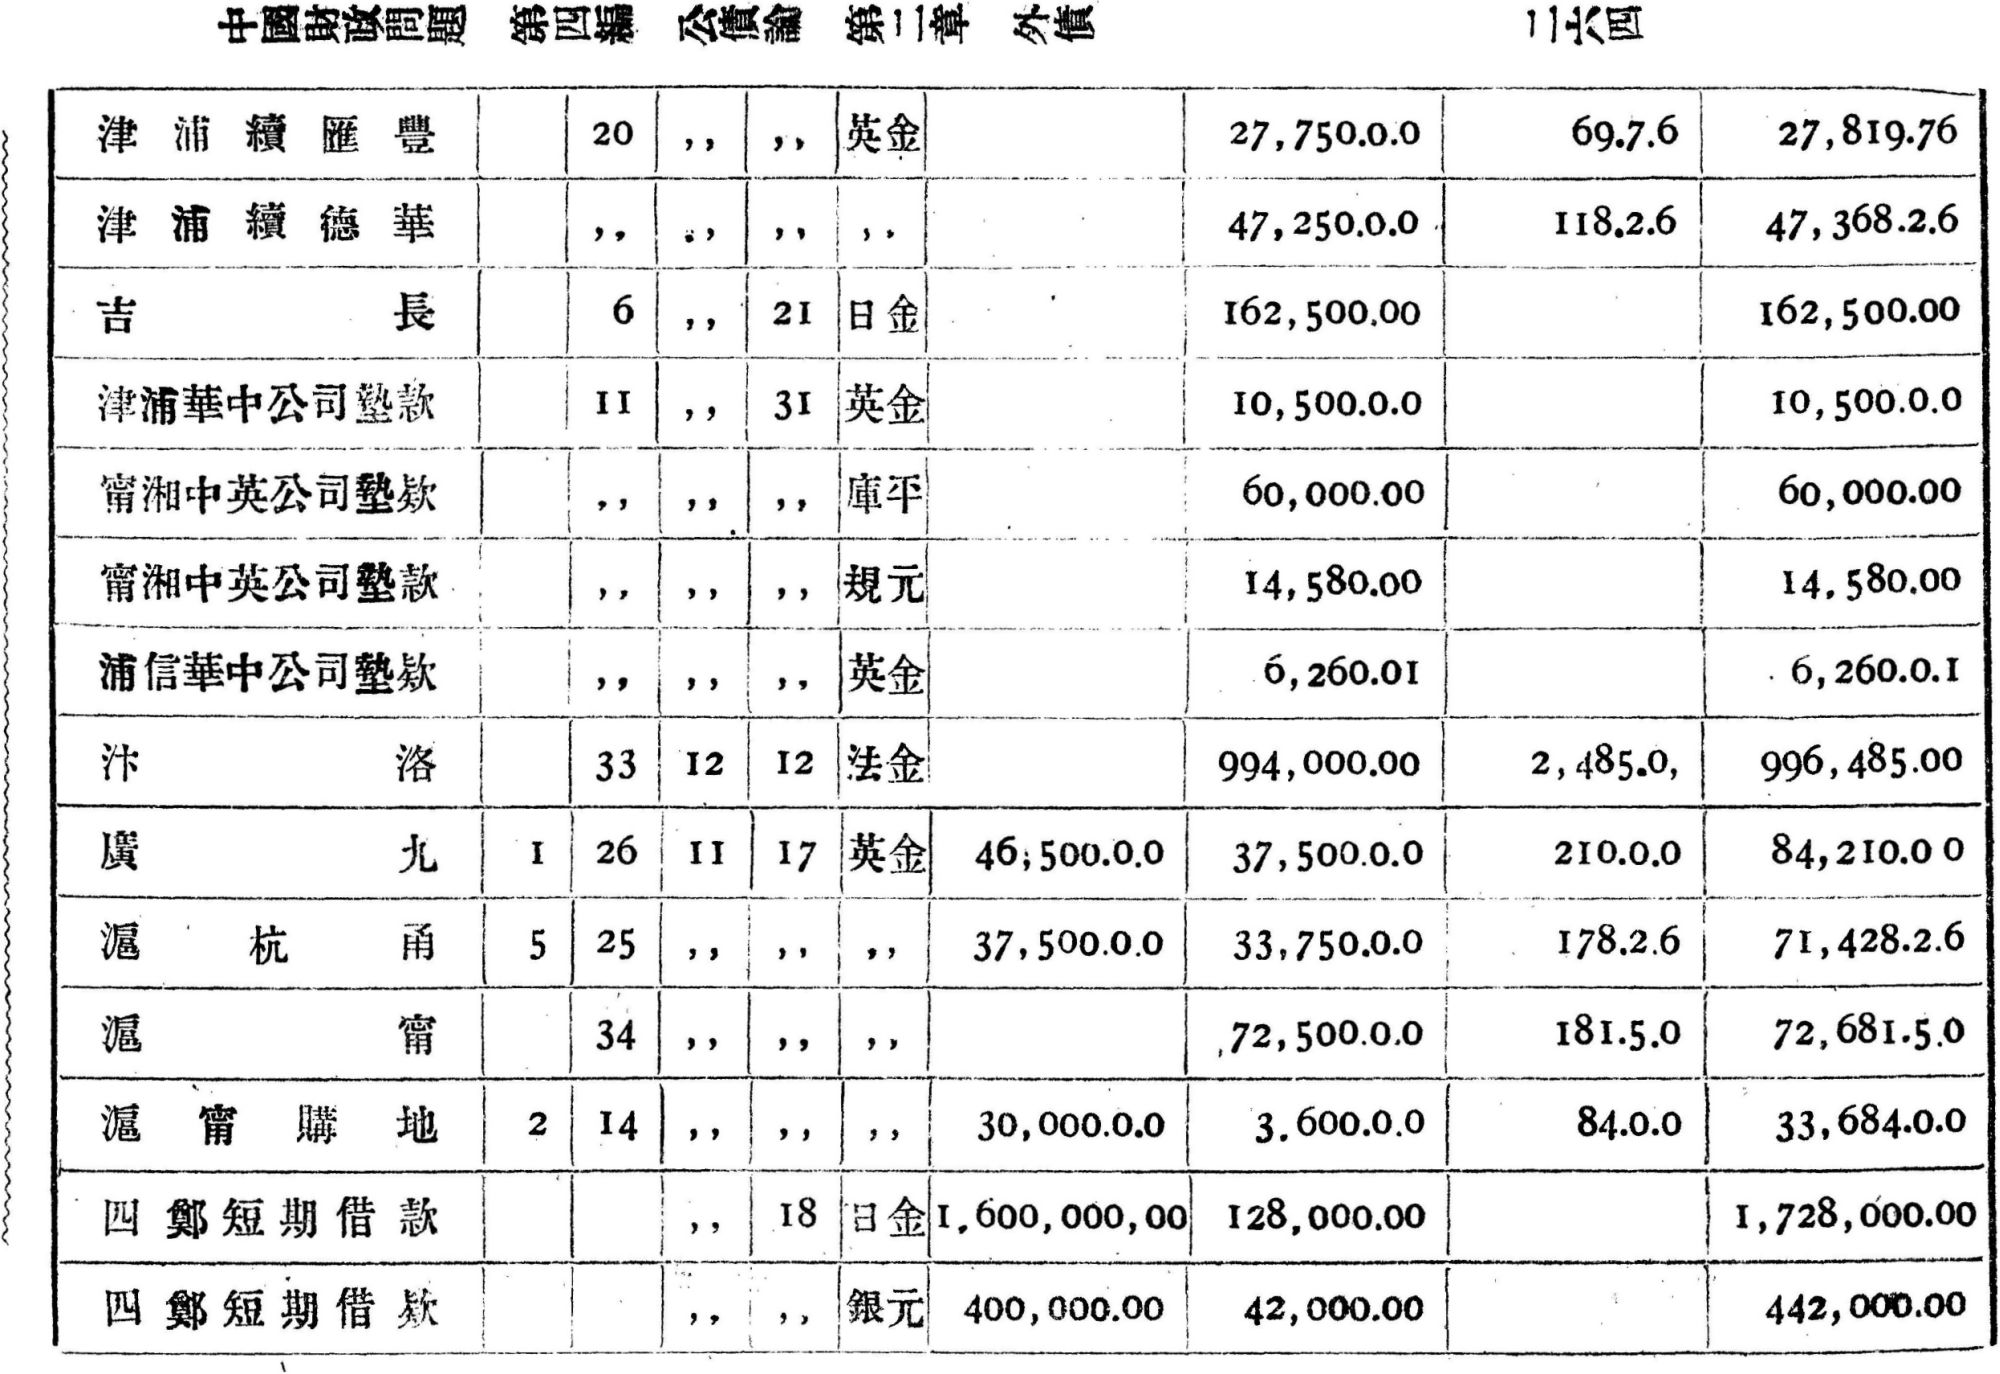 中國財政問題　第四編　公債論　第二章　外債　二六四
津浦續匯豐 20 ,, ,, 英金 27,750.0.0 69.7.6 27,819.76
津浦續德華 ,, ,, ,, ,, 47,250.0.0 118.2.6 47,368.2.6
吉長 6 ,, 21 日金 162,500.00 162,500.00
津浦華中公司墊款 11 ,, 31 英金 10,500.0.0 10,500.0.0
甯湘中英公司墊欵 ,, ,, ,, 庫平 60,000.00 60,000.00
甯湘中英公司墊款 ,, ,, ,, 規元 14,580.00 14,580.00
浦信華中公司墊欵 ,, ,, ,, 英金 6,260.01 6,260.0.1
汴洛 33 12 12 法金 994,000.00 2,485.0, 996,485.00
廣九 1 26 11 17 英金 46,500.0.0 37,500.0.0 210.0.0 84,210.0 0
滬杭甬 5 25 ,, ,, ,, 37,500.0.0 33,750.0.0 178.2.6 71,428.2.6
滬甯 34 ,, ,, ,, 72,500.0.0 181.5.0 72,681.5.0
滬甯購地 2 14 ,, ,, ,, 30,000.0.0 3,600.0.0 84.0.0 33,684.0.0
四鄭短期借款 ,, 18 日金 1,600,000,00 128,000.00 1,728,000.00
四鄭短期借欵 ,, ,, 銀元 400,000.00 42,000.00 442,000.00